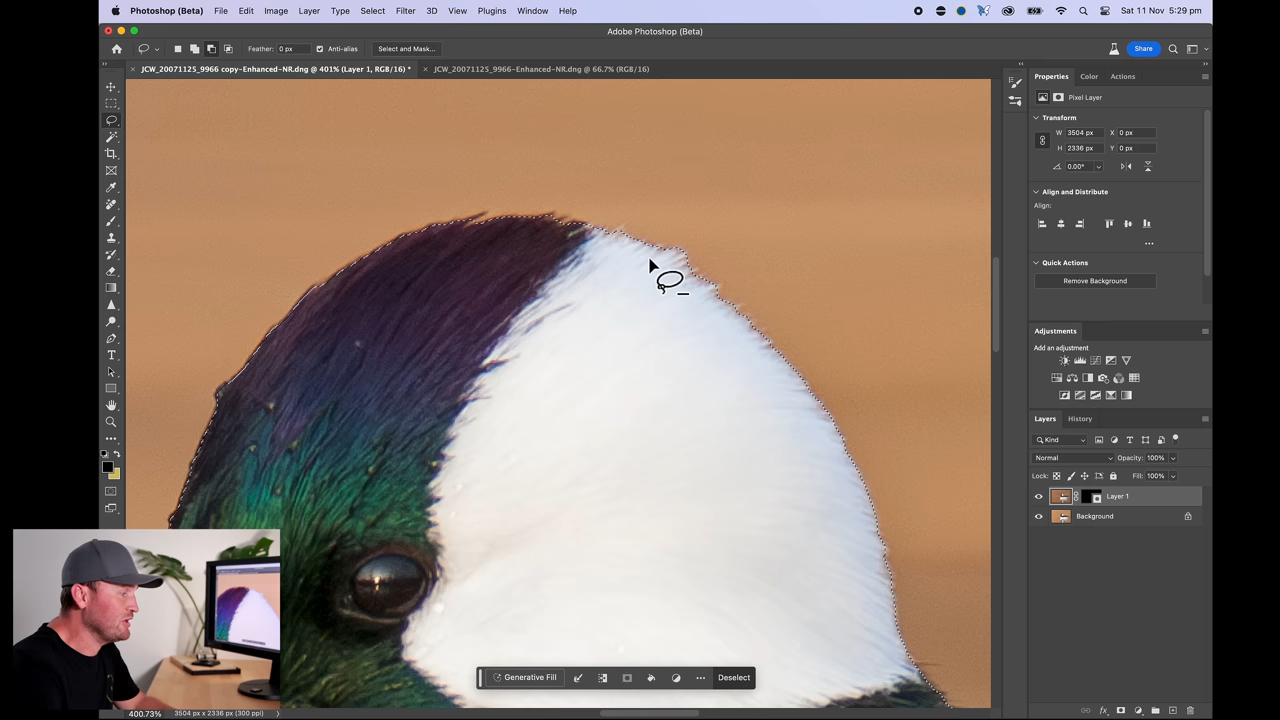 Photoshop (Beta) File Edit Image Layer Type Select Filter 3D View Plugins Window Help Sat 11 Nov 5:29 pm
Adobe Photoshop (Beta)
Feather: 0 px Anti-alias Select and Mask... Share
× JCW_20071125_9966 copy-Enhanced-NR.dng @ 401% (Layer 1, RGB/16) * × JCW_20071125_9966-Enhanced-NR.dng @ 66.7% (RGB/16)
Properties Color Actions
Pixel Layer
Transform
W 3504 px X 0 px
H 2336 px Y 0 px
0.00°
Align and Distribute
Align:
Quick Actions
Remove Background
Adjustments
Add an adjustment
Layers History
Kind
Normal Opacity: 100%
Lock: Fill: 100%
Layer 1
Background
Generative Fill Deselect
400.73% 3504 px x 2336 px (300 ppi)